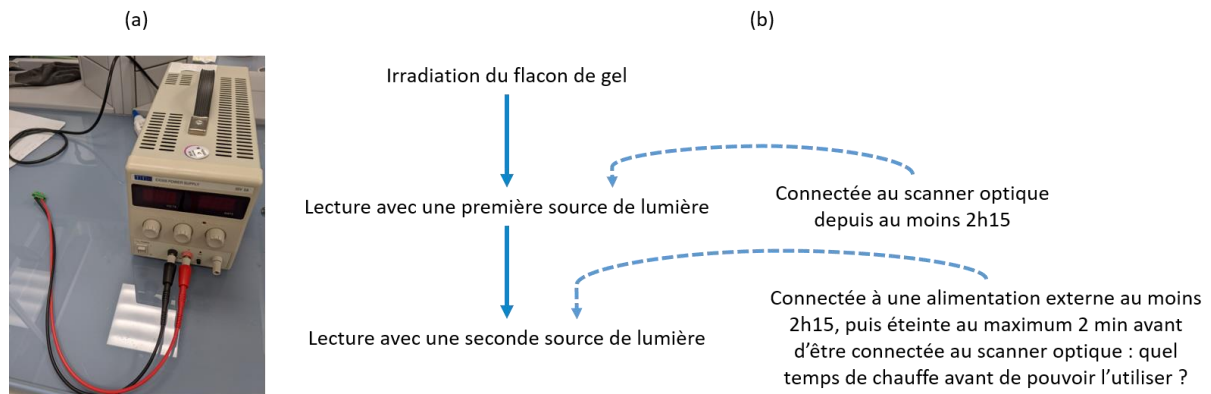 (a)
(b)
Irradiation du flacon de gel
Lecture avec une première source de lumière
Connectée au scanner optique
depuis au moins 2h15
Lecture avec une seconde source de lumière
Connectée à une alimentation externe au moins
2h15, puis éteinte au maximum 2 min avant
d’être connectée au scanner optique : quel
temps de chauffe avant de pouvoir l’utiliser ?